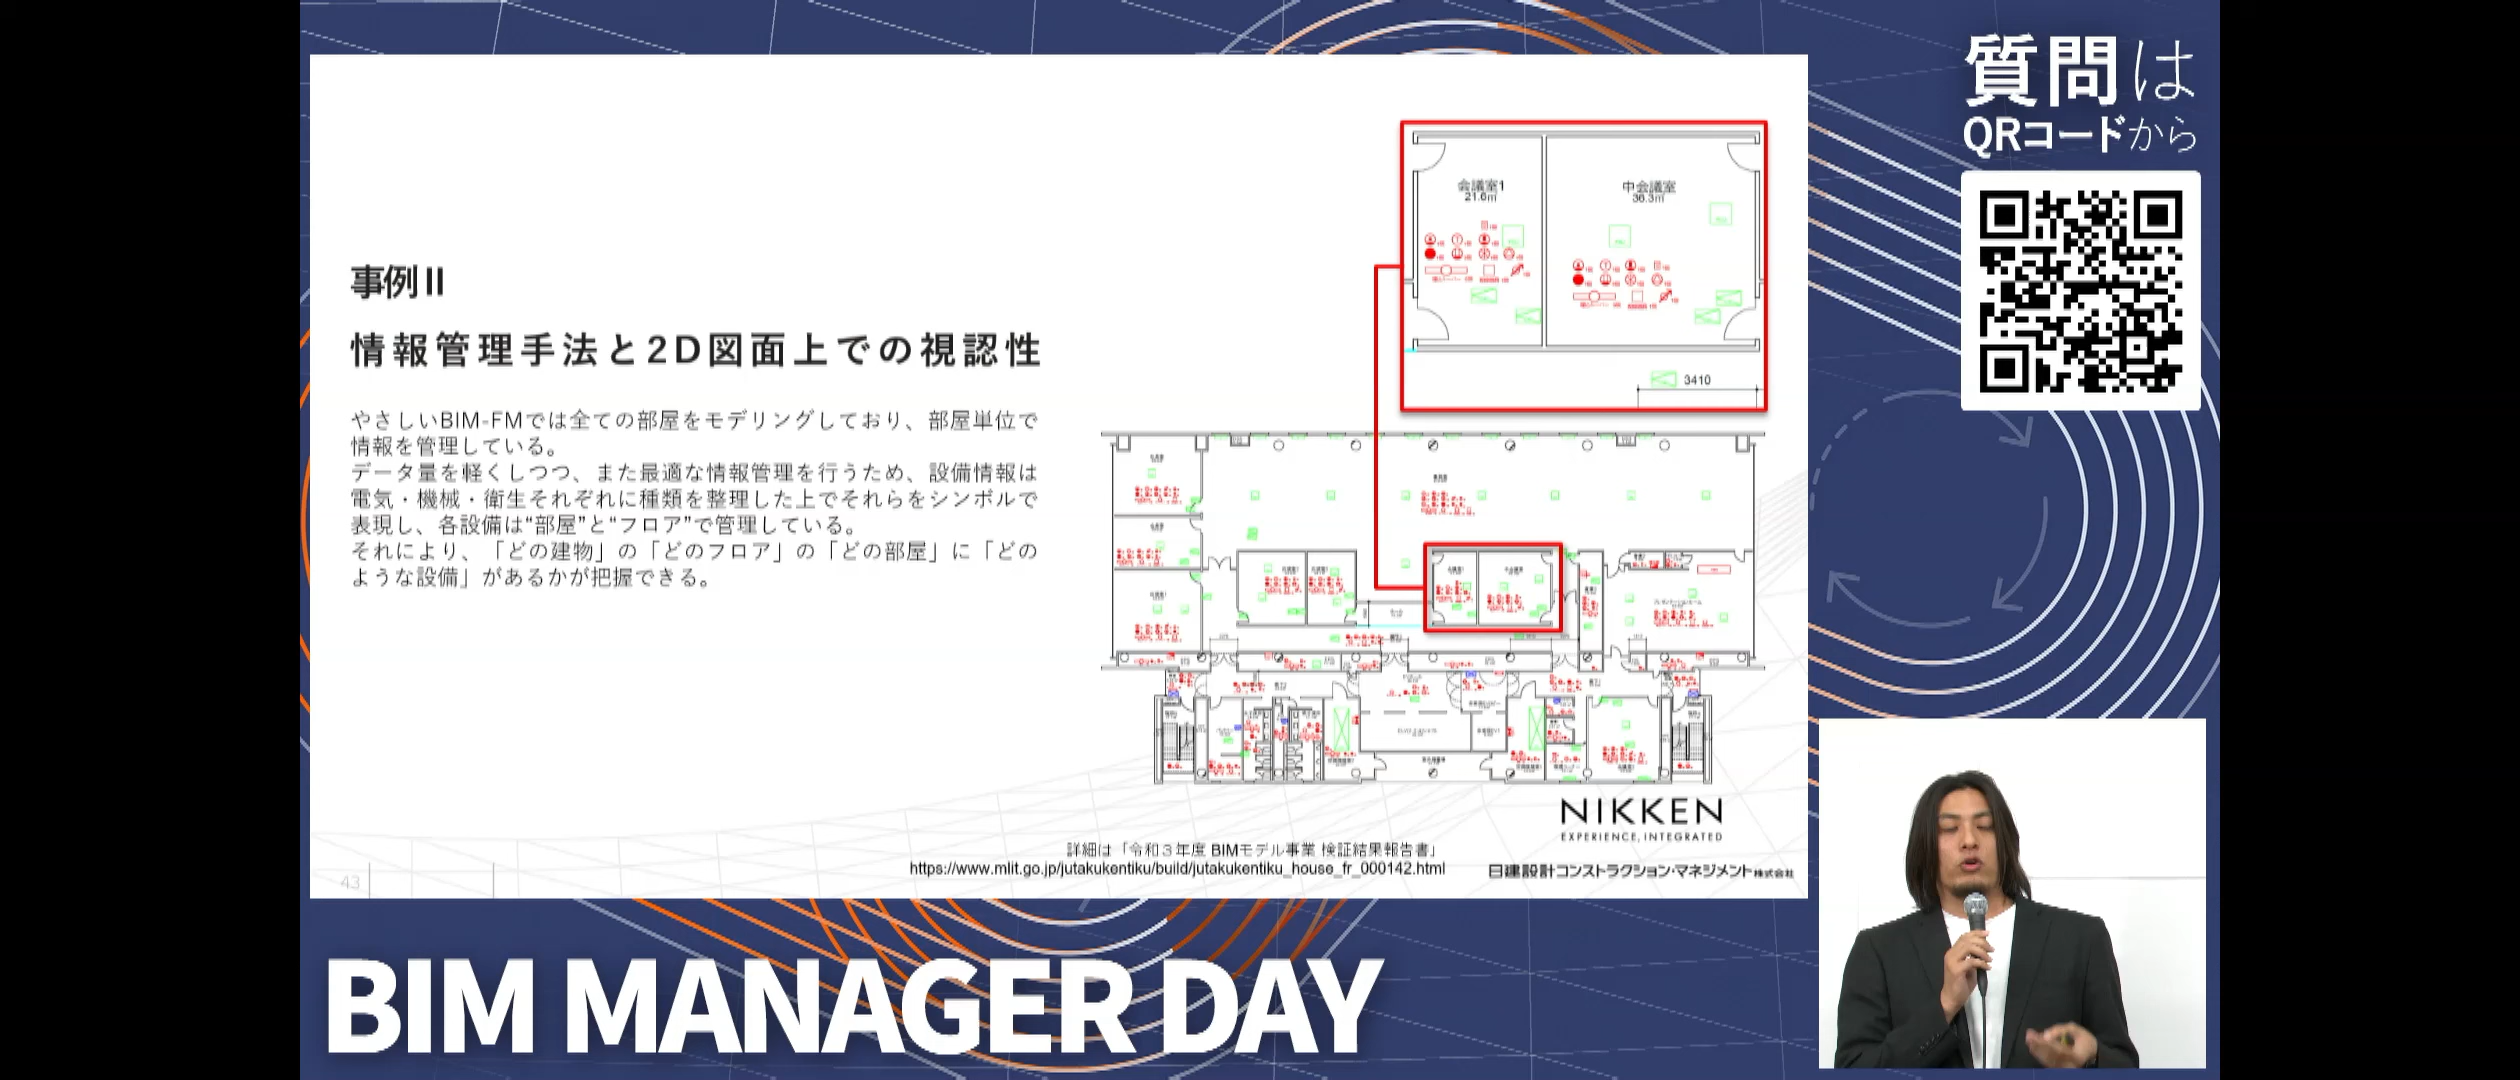 質問は
QRコードから
会議室1
21.6㎡
中会議室
36.3㎡
3410
事例Ⅱ
情報管理手法と2D図面上での視認性
やさしいBIM-FMでは全ての部屋をモデリングしており、部屋単位で
情報を管理している。
データ量を軽くしつつ、また最適な情報管理を行うため、設備情報は
電気・機械・衛生それぞれに種類を整理した上でそれらをシンボルで
表現し、各設備は“部屋”と“フロア”で管理している。
それにより、「どの建物」の「どのフロア」の「どの部屋」に「どの
ような設備」があるかが把握できる。
NIKKEN
EXPERIENCE, INTEGRATED
詳細は「令和3年度 BIMモデル事業 検証結果報告書」
https://www.mlit.go.jp/jutakukentiku/build/jutakukentiku_house_fr_000142.html
日建設計コンストラクション・マネジメント株式会社
43
BIM MANAGER DAY